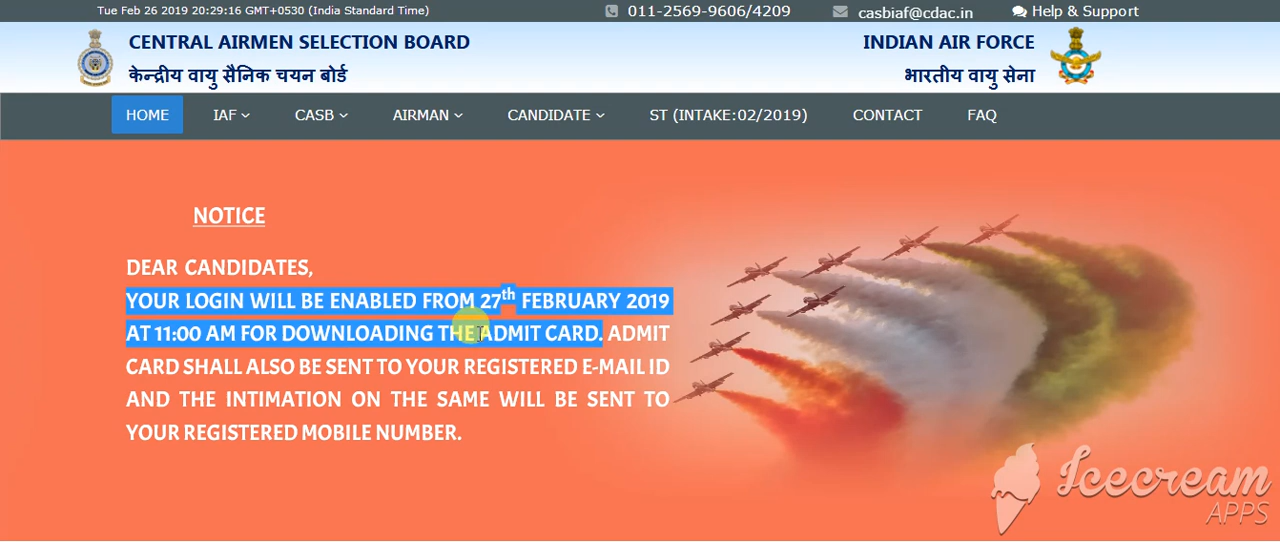 Tue Feb 26 2019 20:29:16 GMT+0530 (India Standard Time) 011-2569-9606/4209 casbiaf@cdac.in Help & Support
CENTRAL AIRMEN SELECTION BOARD
केन्द्रीय वायु सैनिक चयन बोर्ड
INDIAN AIR FORCE
भारतीय वायु सेना
HOME IAF CASB AIRMAN CANDIDATE ST (INTAKE:02/2019) CONTACT FAQ
NOTICE
DEAR CANDIDATES,
YOUR LOGIN WILL BE ENABLED FROM 27th FEBRUARY 2019
AT 11:00 AM FOR DOWNLOADING THE ADMIT CARD. ADMIT
CARD SHALL ALSO BE SENT TO YOUR REGISTERED E-MAIL ID
AND THE INTIMATION ON THE SAME WILL BE SENT TO
YOUR REGISTERED MOBILE NUMBER.
Icecream
APPS